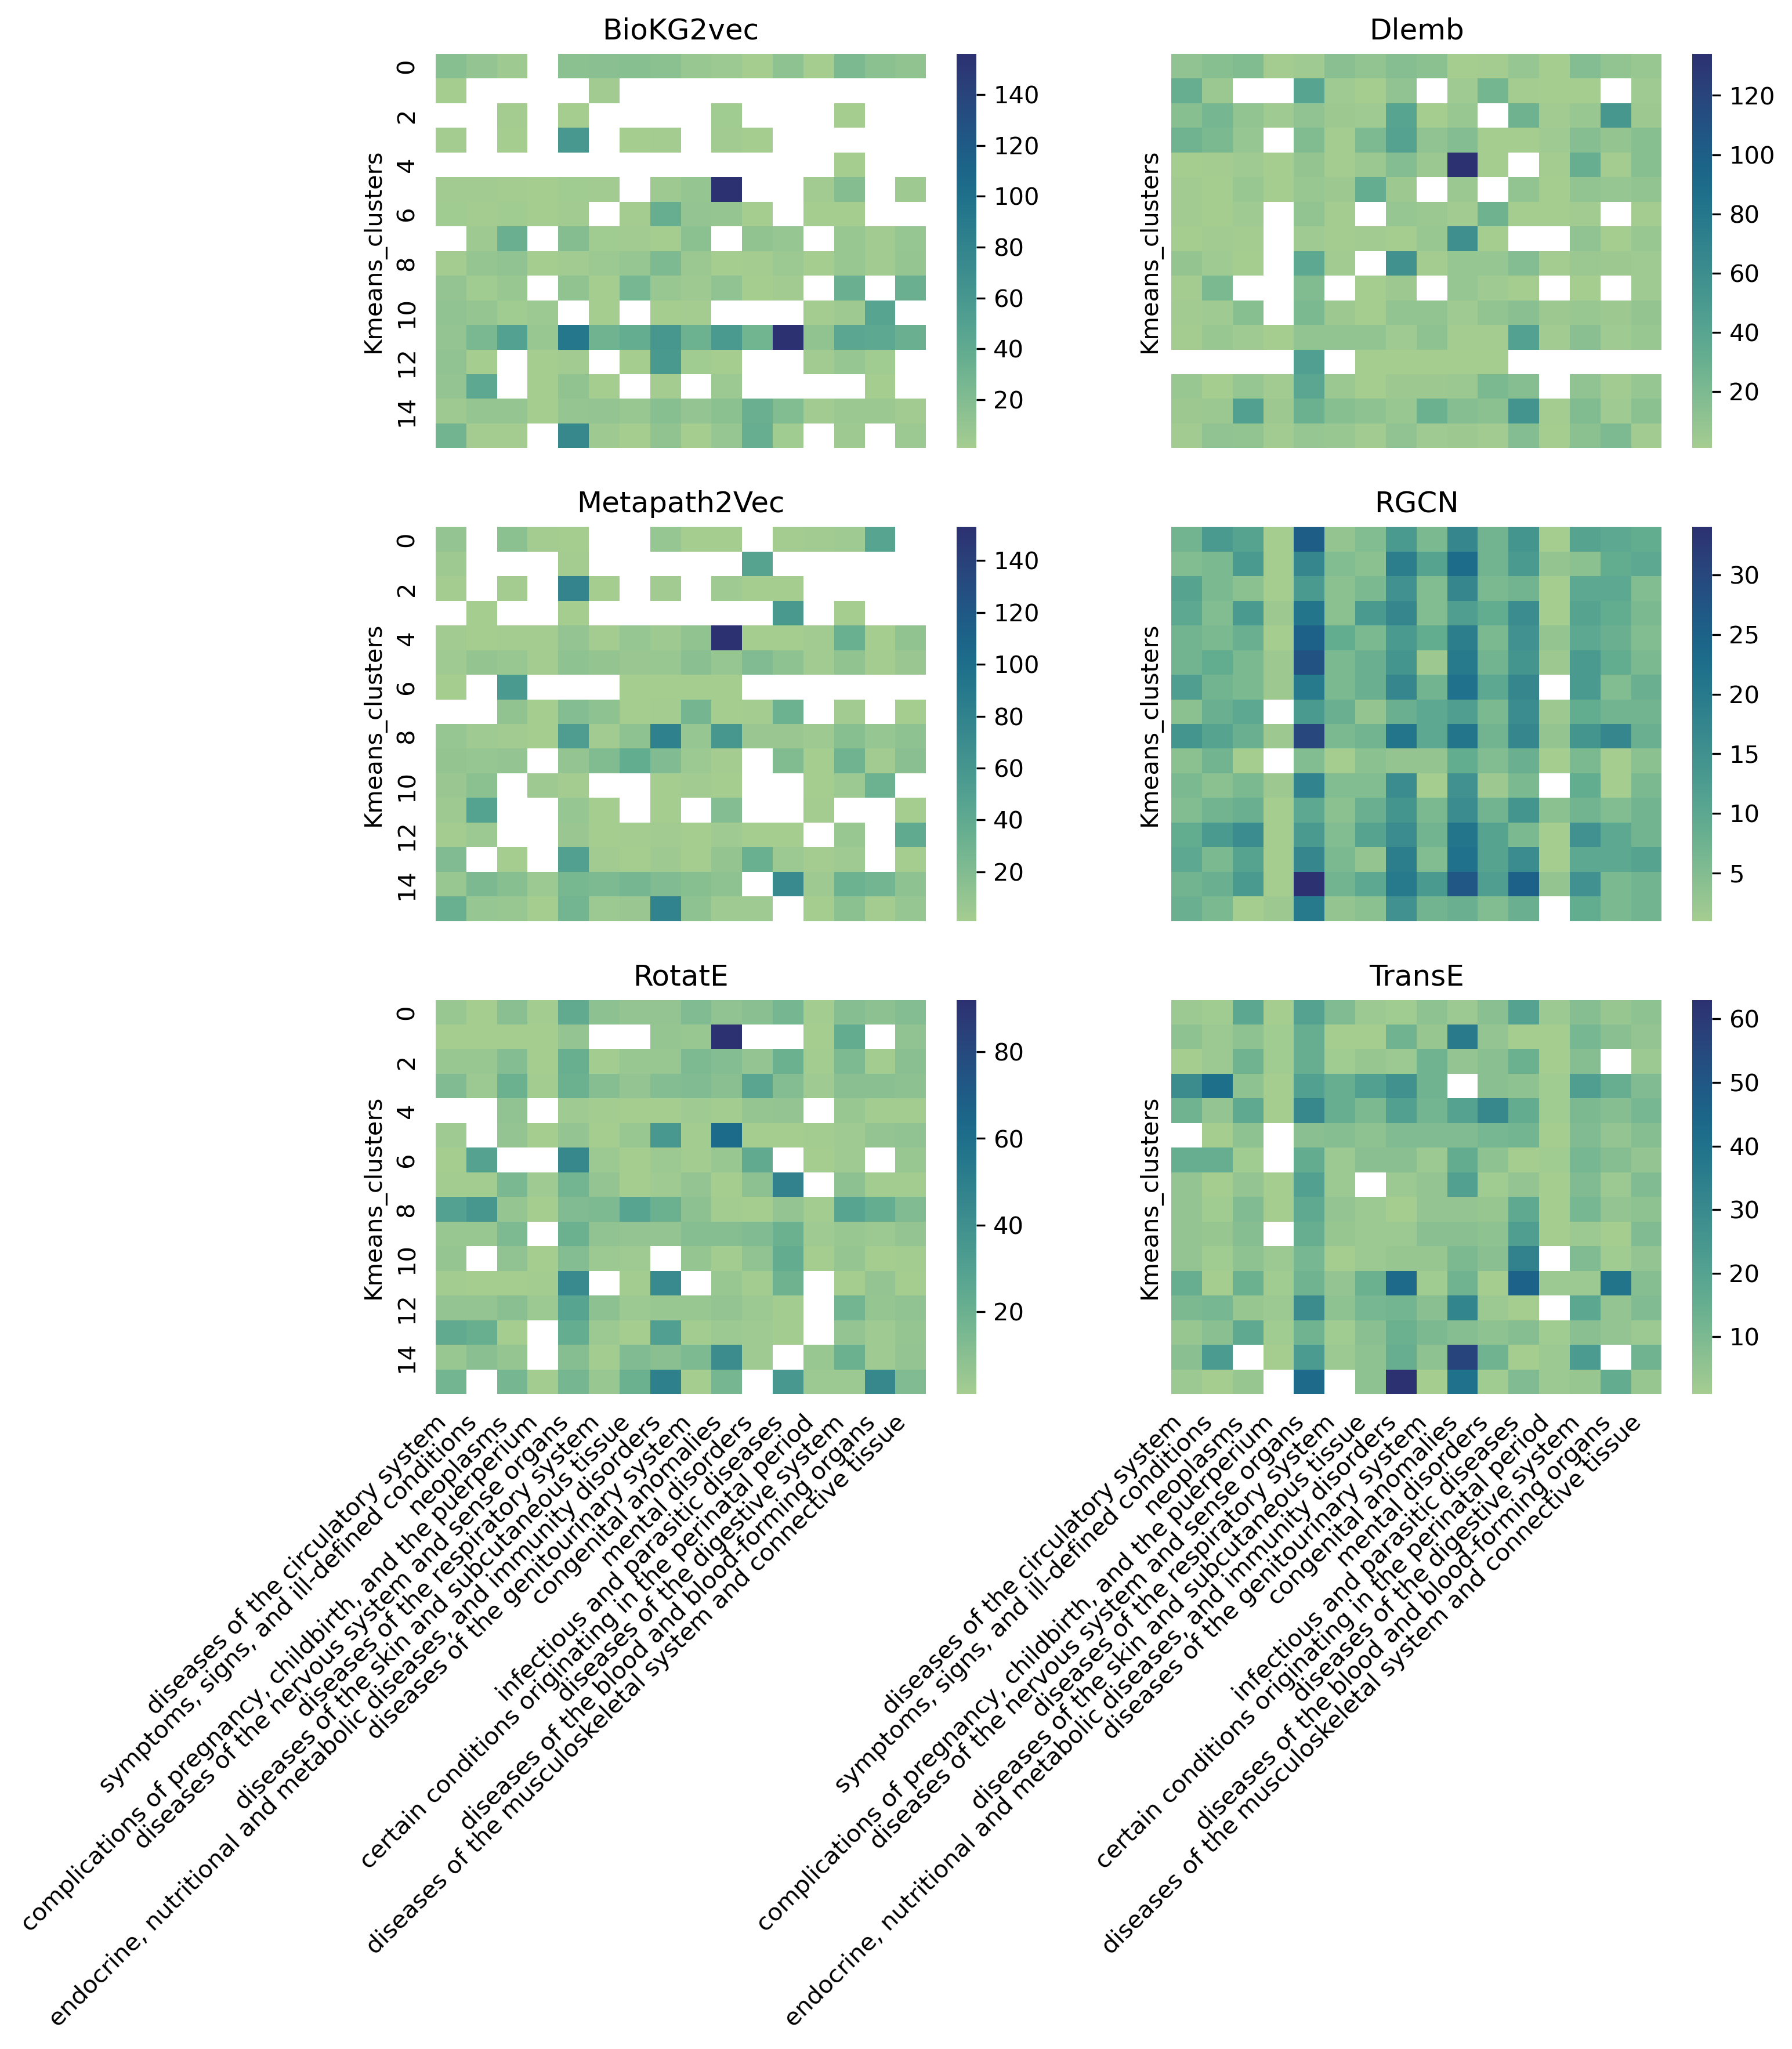 BioKG2vec
Kmeans_clusters
0
2
4
6
8
10
12
14
140
120
100
80
60
40
20
Dlemb
Kmeans_clusters
120
100
80
60
40
20
Metapath2Vec
Kmeans_clusters
0
2
4
6
8
10
12
14
140
120
100
80
60
40
20
RGCN
Kmeans_clusters
30
25
20
15
10
5
RotatE
Kmeans_clusters
0
2
4
6
8
10
12
14
80
60
40
20
TransE
Kmeans_clusters
60
50
40
30
20
10
diseases of the circulatory system
symptoms, signs, and ill-defined conditions
neoplasms
complications of pregnancy, childbirth, and the puerperium
diseases of the nervous system and sense organs
diseases of the respiratory system
diseases of the skin and subcutaneous tissue
endocrine, nutritional and metabolic diseases, and immunity disorders
diseases of the genitourinary system
congenital anomalies
mental disorders
infectious and parasitic diseases
certain conditions originating in the perinatal period
diseases of the digestive system
diseases of the blood and blood-forming organs
diseases of the musculoskeletal system and connective tissue
diseases of the circulatory system
symptoms, signs, and ill-defined conditions
neoplasms
complications of pregnancy, childbirth, and the puerperium
diseases of the nervous system and sense organs
diseases of the respiratory system
diseases of the skin and subcutaneous tissue
endocrine, nutritional and metabolic diseases, and immunity disorders
diseases of the genitourinary system
congenital anomalies
mental disorders
infectious and parasitic diseases
certain conditions originating in the perinatal period
diseases of the digestive system
diseases of the blood and blood-forming organs
diseases of the musculoskeletal system and connective tissue